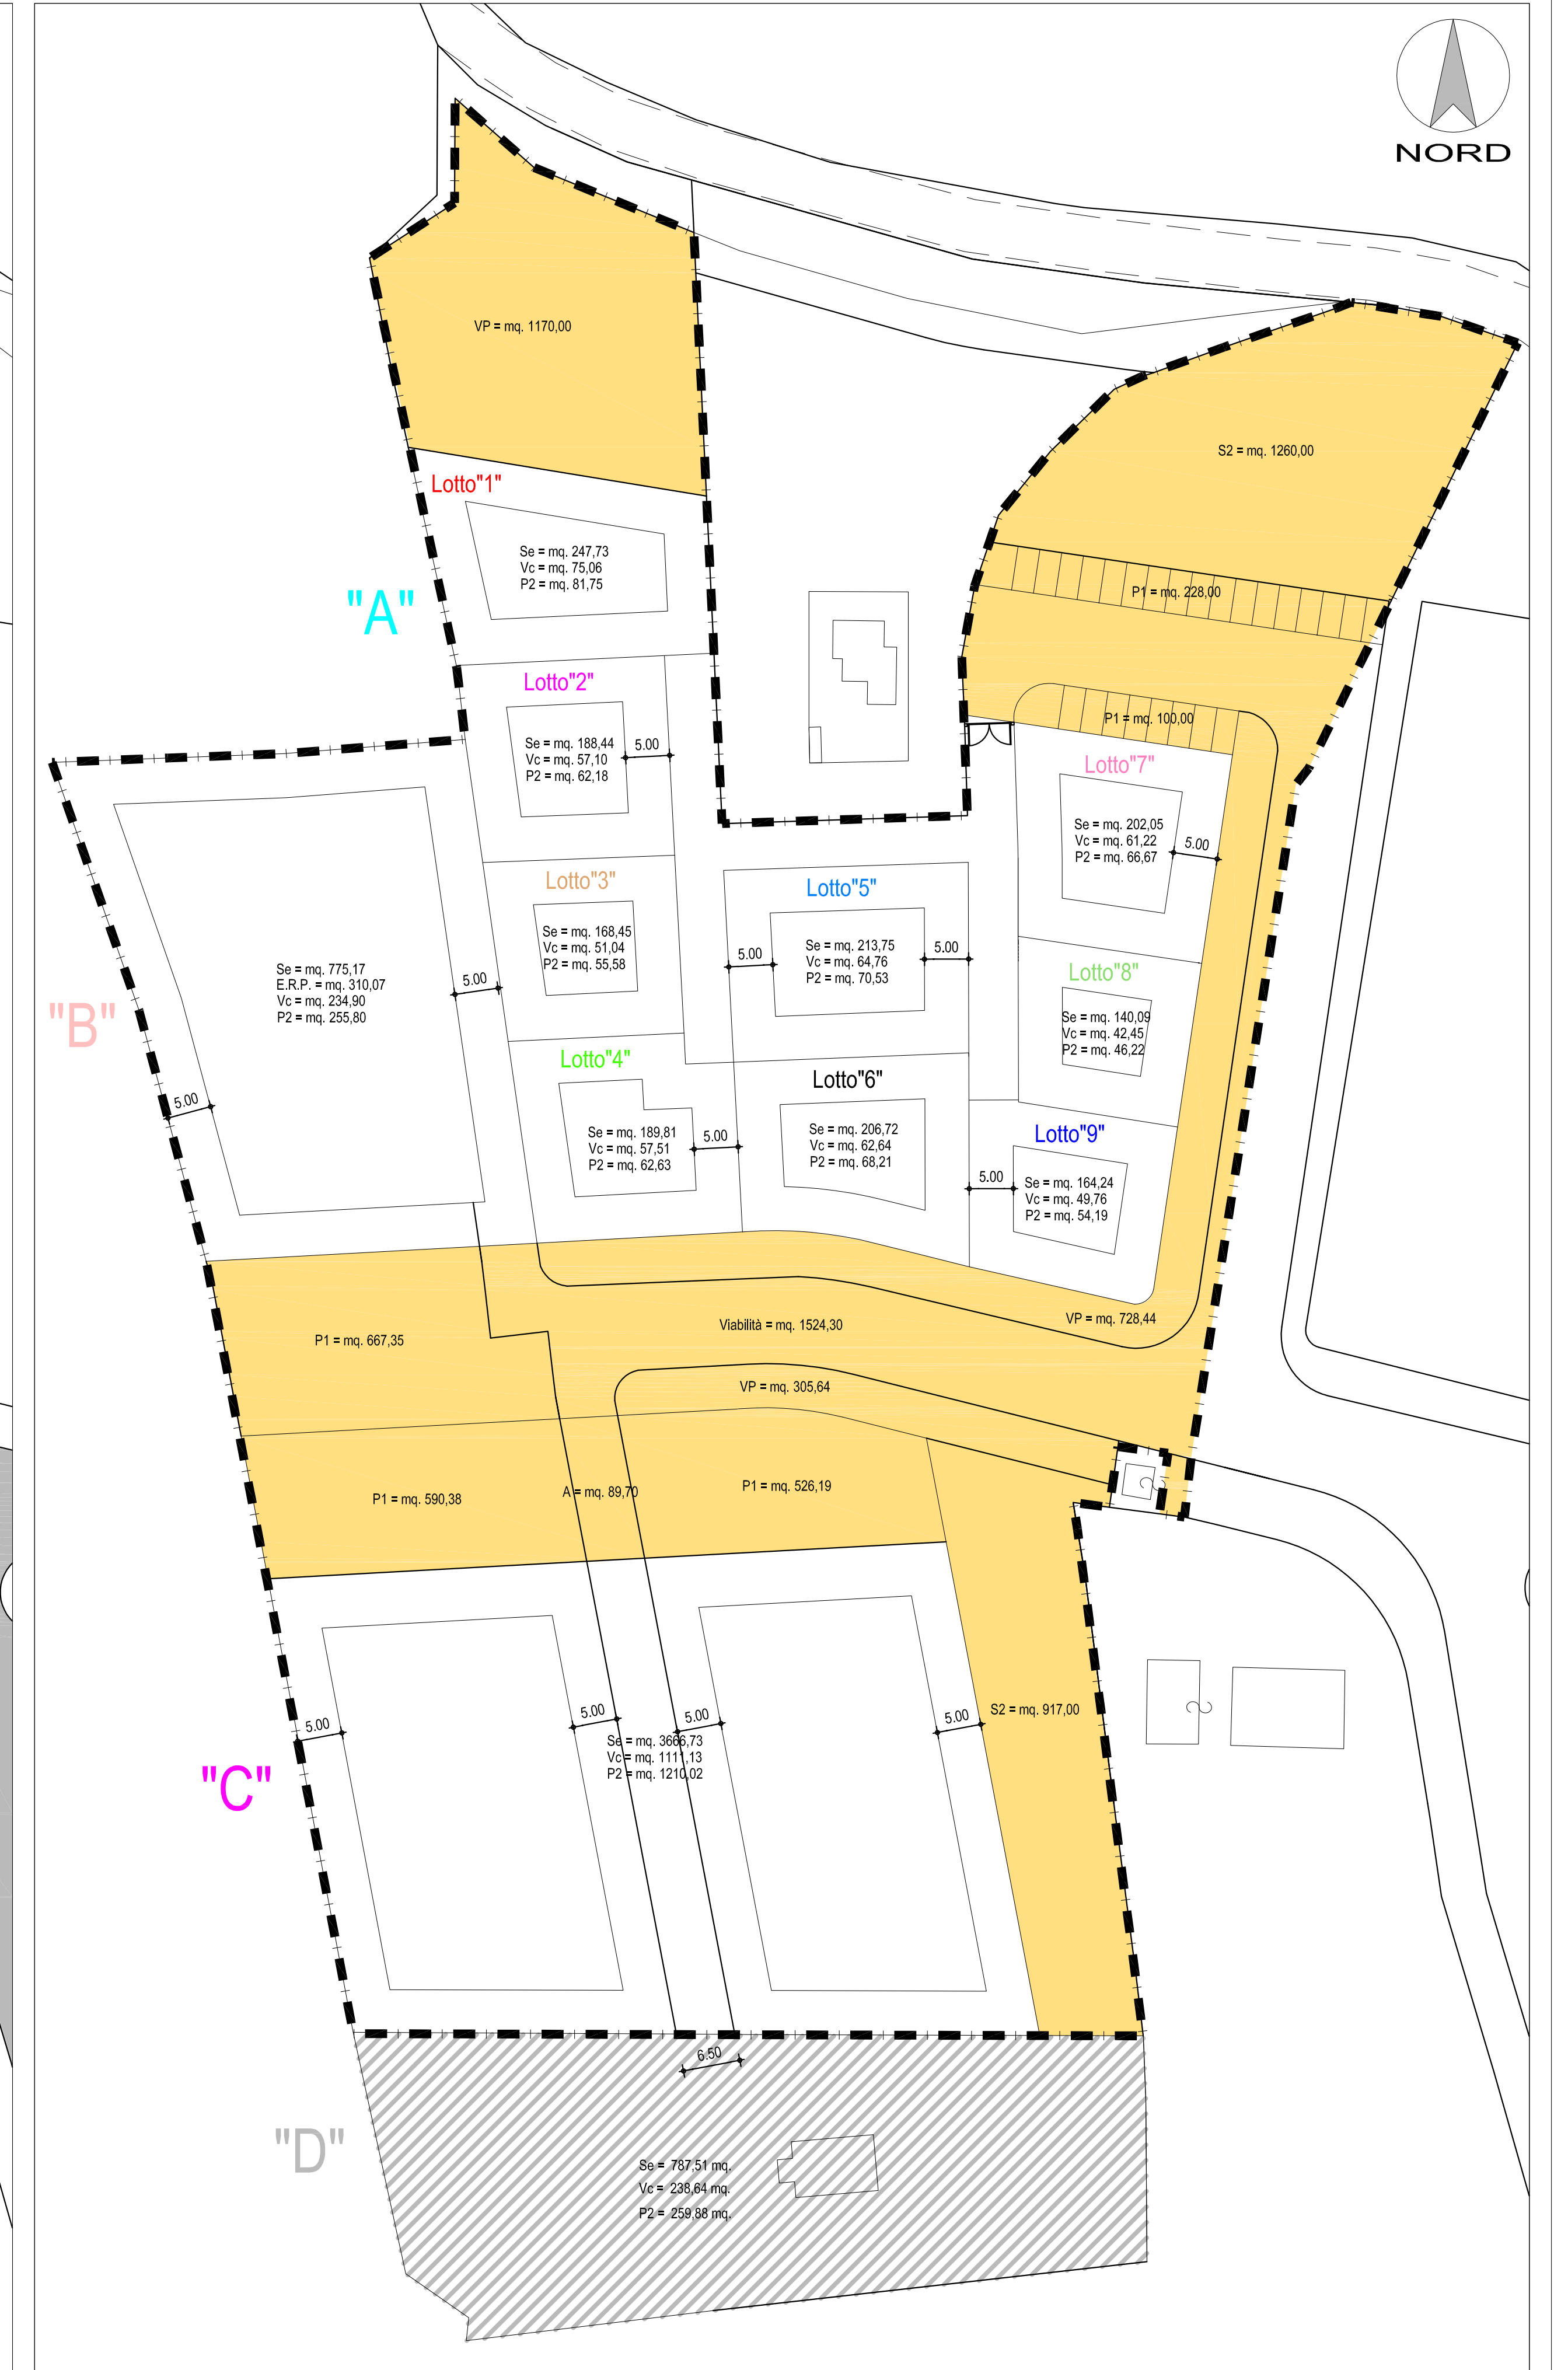 NORD
VP = mq. 1170,00
S2 = mq. 1260,00
Lotto"1"
Se = mq. 247,73
Vc = mq. 75,06
P2 = mq. 81,75
"A"
P1 = mq. 228,00
Lotto"2"
Se = mq. 188,44
Vc = mq. 57,10
P2 = mq. 62,18
5.00
P1 = mq. 100,00
Lotto"7"
Se = mq. 202,05
Vc = mq. 61,22
P2 = mq. 66,67
5.00
Lotto"3"
Se = mq. 168,45
Vc = mq. 51,04
P2 = mq. 55,58
Lotto"5"
Se = mq. 213,75
Vc = mq. 64,76
P2 = mq. 70,53
5.00
5.00
"B"
Se = mq. 775,17
E.R.P. = mq. 310,07
Vc = mq. 234,90
P2 = mq. 255,80
5.00
5.00
Lotto"8"
Se = mq. 140,09
Vc = mq. 42,45
P2 = mq. 46,22
Lotto"4"
Se = mq. 189,81
Vc = mq. 57,51
P2 = mq. 62,63
5.00
Lotto"6"
Se = mq. 206,72
Vc = mq. 62,64
P2 = mq. 68,21
Lotto"9"
5.00
Se = mq. 164,24
Vc = mq. 49,76
P2 = mq. 54,19
P1 = mq. 667,35
Viabilità = mq. 1524,30
VP = mq. 728,44
VP = mq. 305,64
P1 = mq. 590,38
A = mq. 89,70
P1 = mq. 526,19
5.00
5.00
5.00
5.00
S2 = mq. 917,00
Se = mq. 3666,73
Vc = mq. 1111,13
P2 = mq. 1210,02
"C"
6.50
"D"
Se = 787,51 mq.
Vc = 238,64 mq.
P2 = 259,88 mq.